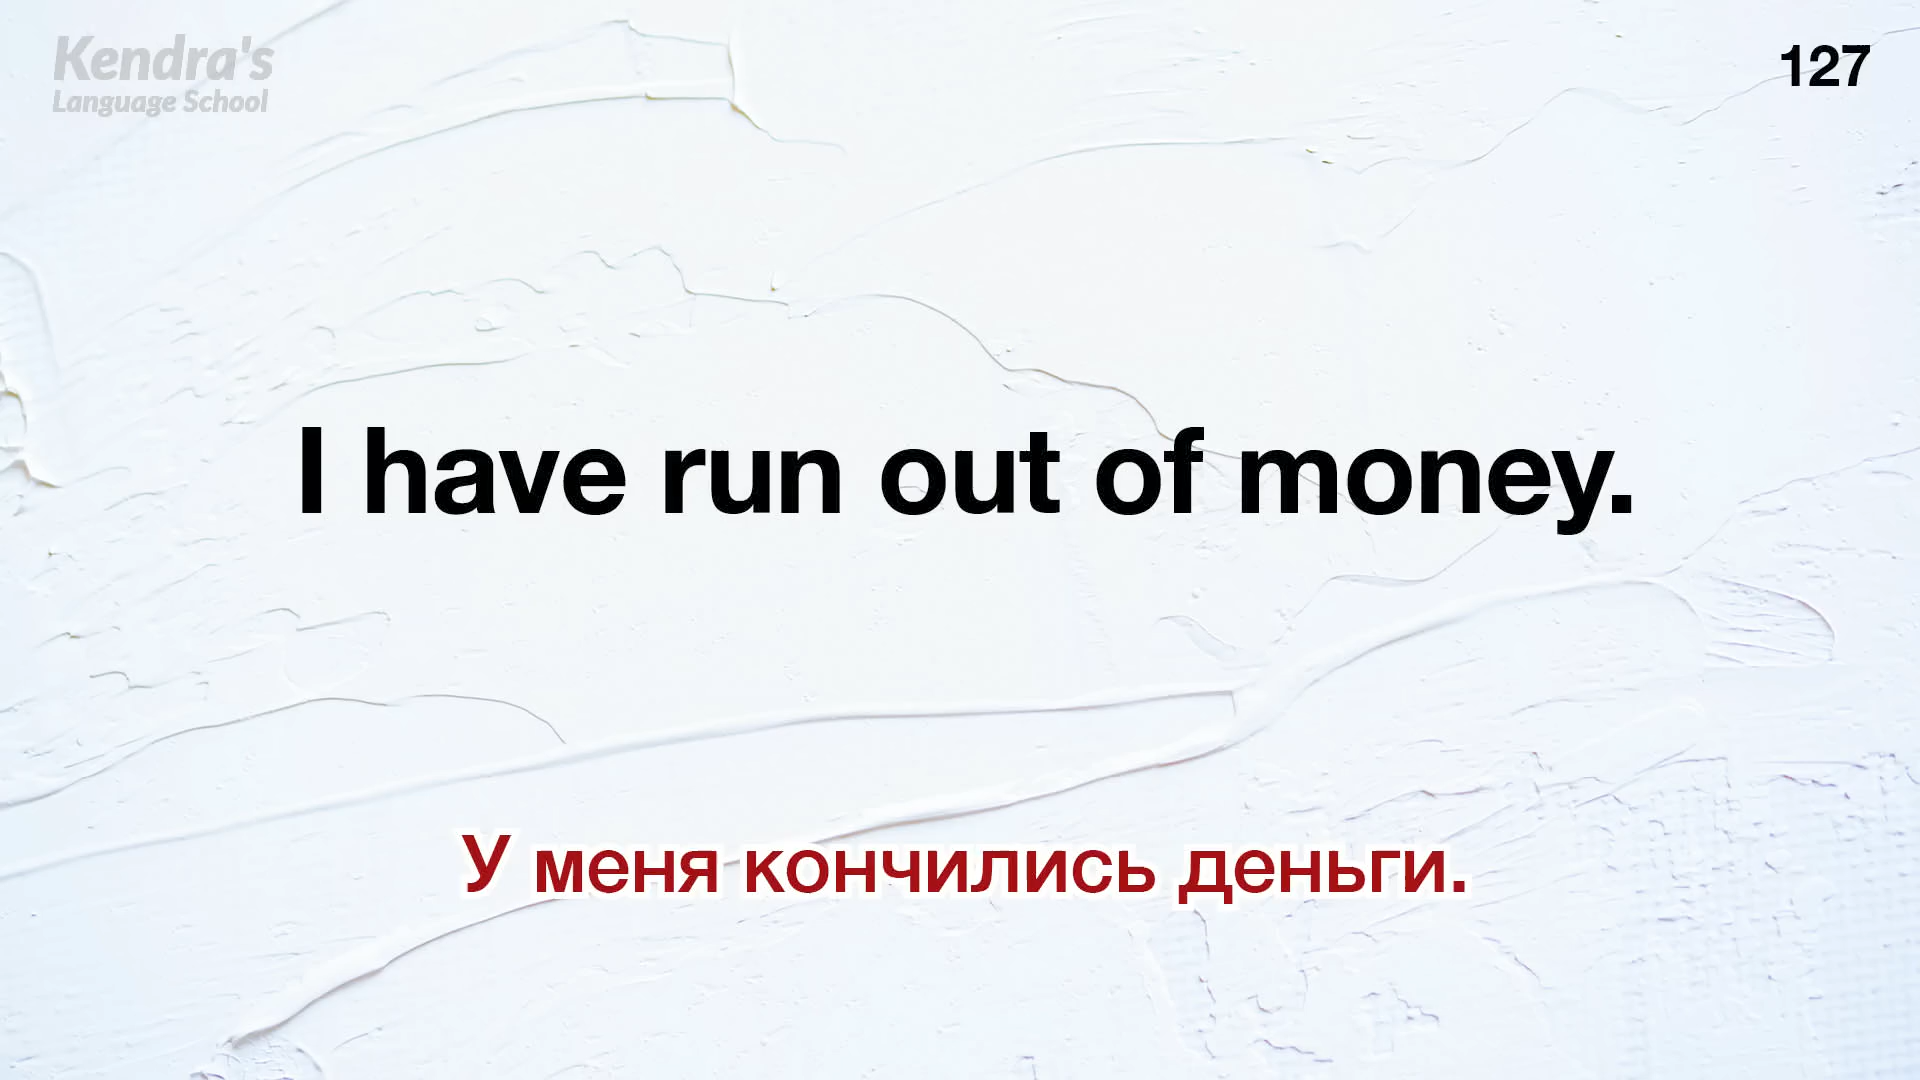 Kendra's
Language School
127
I have run out of money.
У меня кончились деньги.